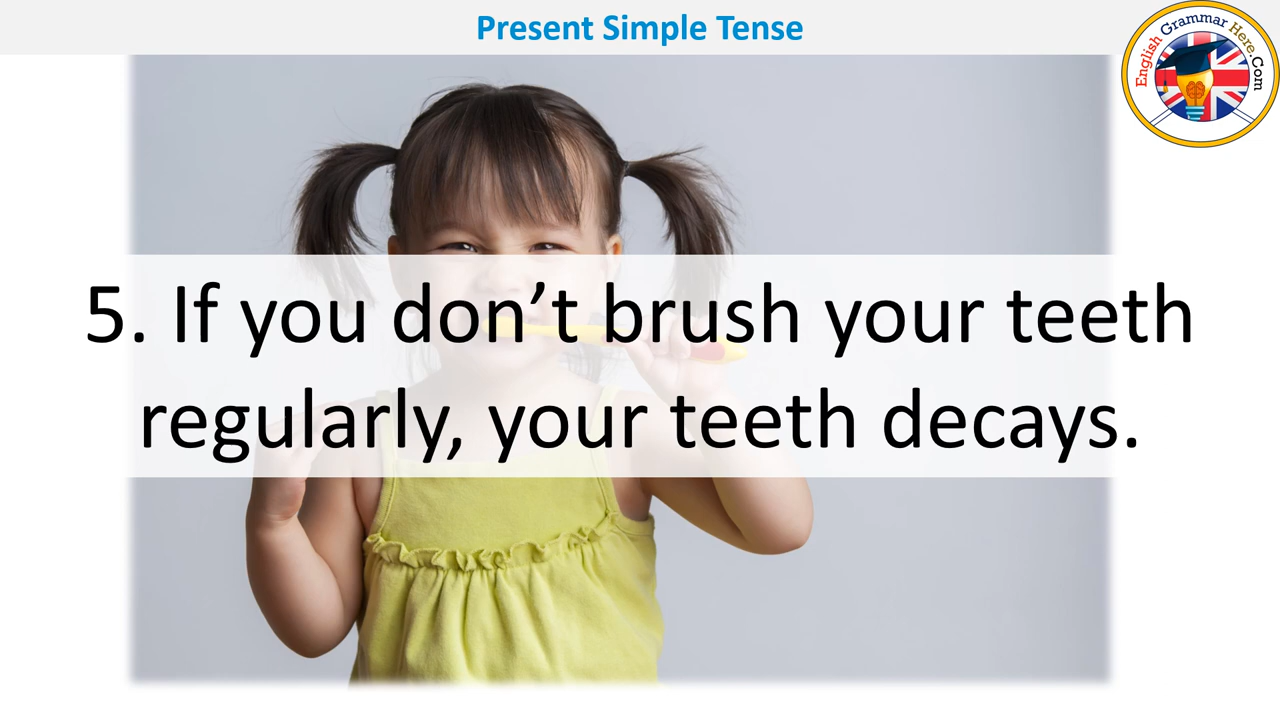 Present Simple Tense
English Grammar Here.Com
5. If you don’t brush your teeth
regularly, your teeth decays.